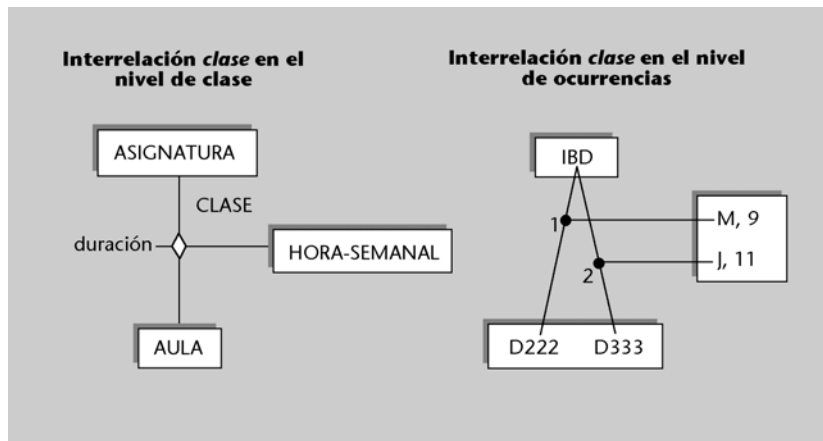 Interrelación clase en el
nivel de clase
ASIGNATURA
CLASE
duración
HORA-SEMANAL
AULA
Interrelación clase en el nivel
de ocurrencias
IBD
1
M, 9
J, 11
2
D222 D333